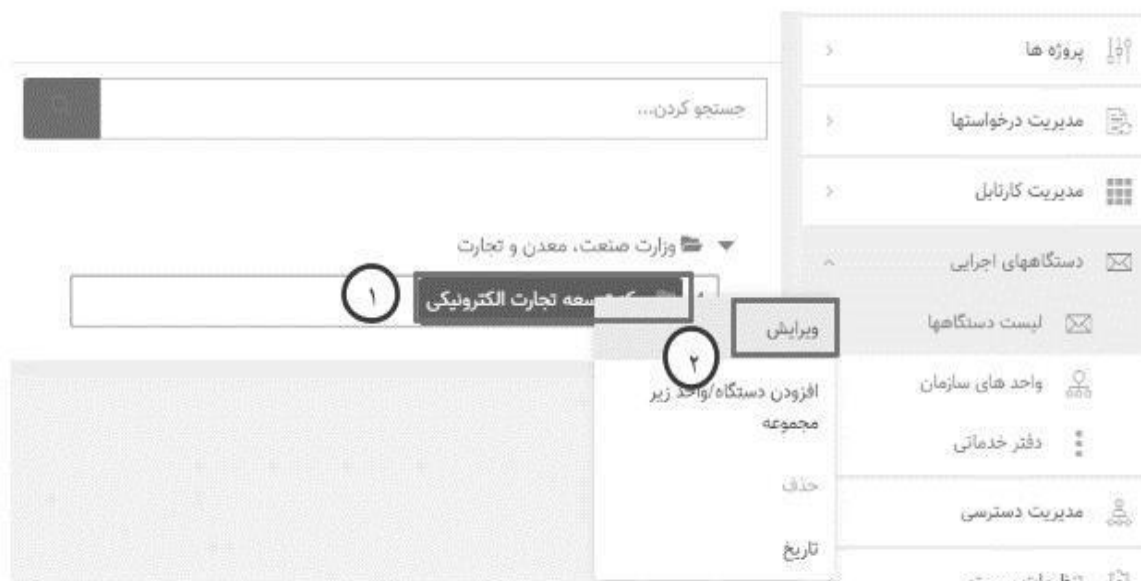 پروژه ها
مدیریت درخواستها
مدیریت کارتابل
دستگاههای اجرایی
لیست دستگاهها
واحد های سازمان
دفتر خدماتی
مدیریت دسترسی
جستجو کردن...
وزارت صنعت، معدن و تجارت
توسعه تجارت الکترونیکی
۱
ویرایش
۲
افزودن دستگاه/واحد زیر
مجموعه
حذف
تاریخ